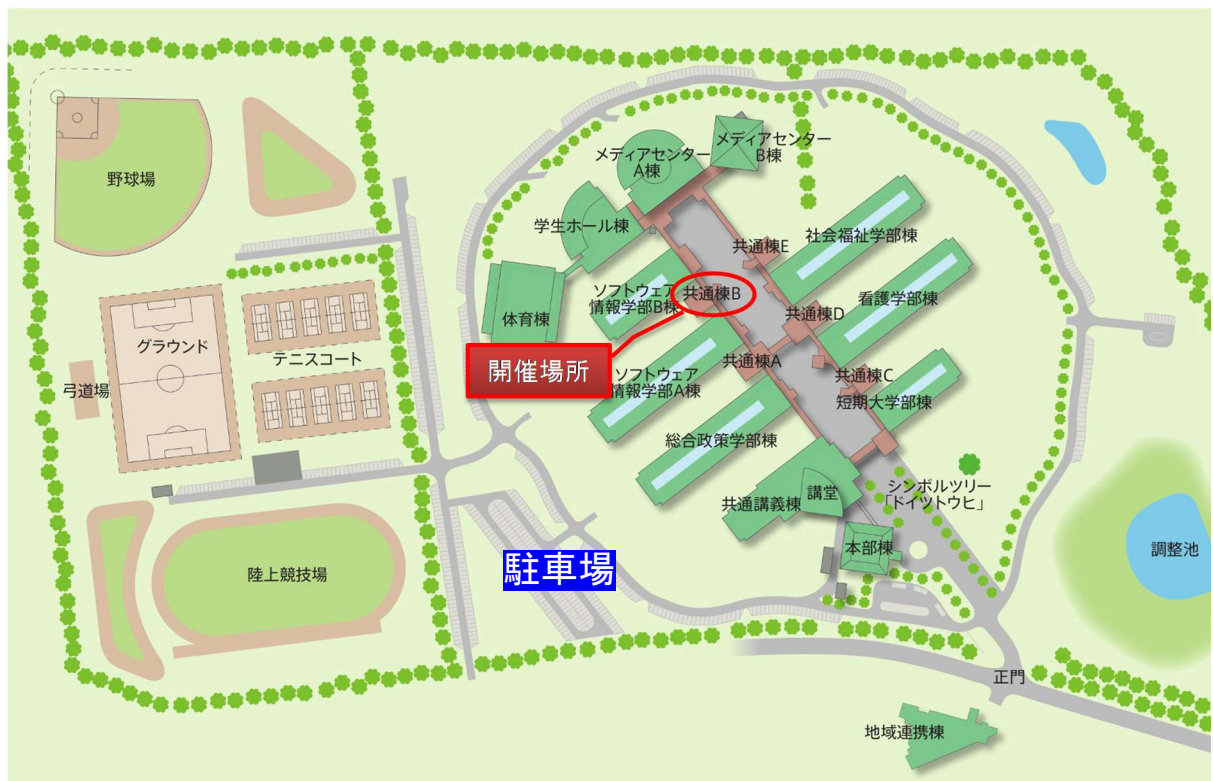 メディアセンター
A棟
メディアセンター
B棟
野球場
学生ホール棟
社会福祉学部棟
共通棟E
ソフトウェア
情報学部B棟
共通棟B
看護学部棟
体育棟
共通棟D
グラウンド
テニスコート
弓道場
開催場所
ソフトウェア
情報学部A棟
共通棟A
共通棟C
短期大学部棟
総合政策学部棟
共通講義棟
講堂
シンボルツリー
「ドイツトウヒ」
本部棟
調整池
陸上競技場
駐車場
正門
地域連携棟